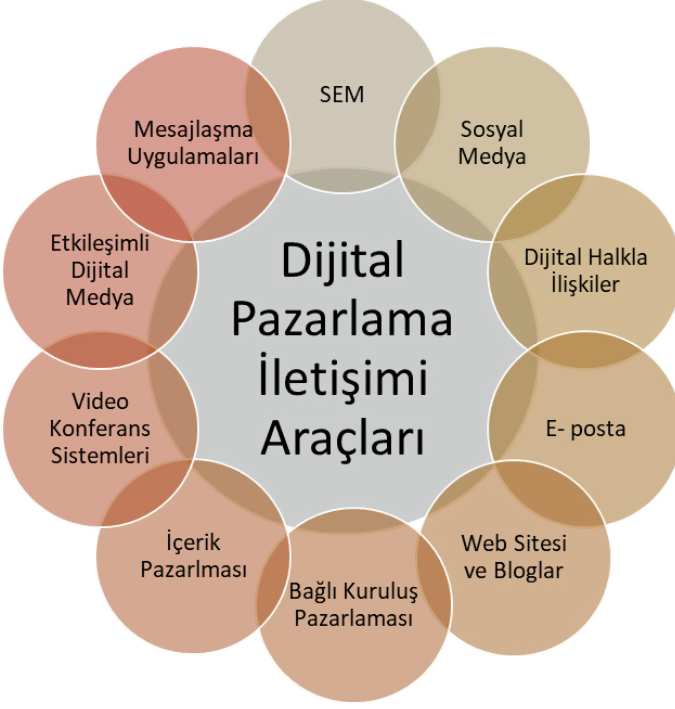 SEM
Sosyal
Medya
Dijital Halkla
İlişkiler
E- posta
Web Sitesi
ve Bloglar
Bağlı Kuruluş
Pazarlaması
İçerik
Pazarlması
Video
Konferans
Sistemleri
Etkileşimli
Dijital
Medya
Mesajlaşma
Uygulamaları
Dijital
Pazarlama
İletişimi
Araçları